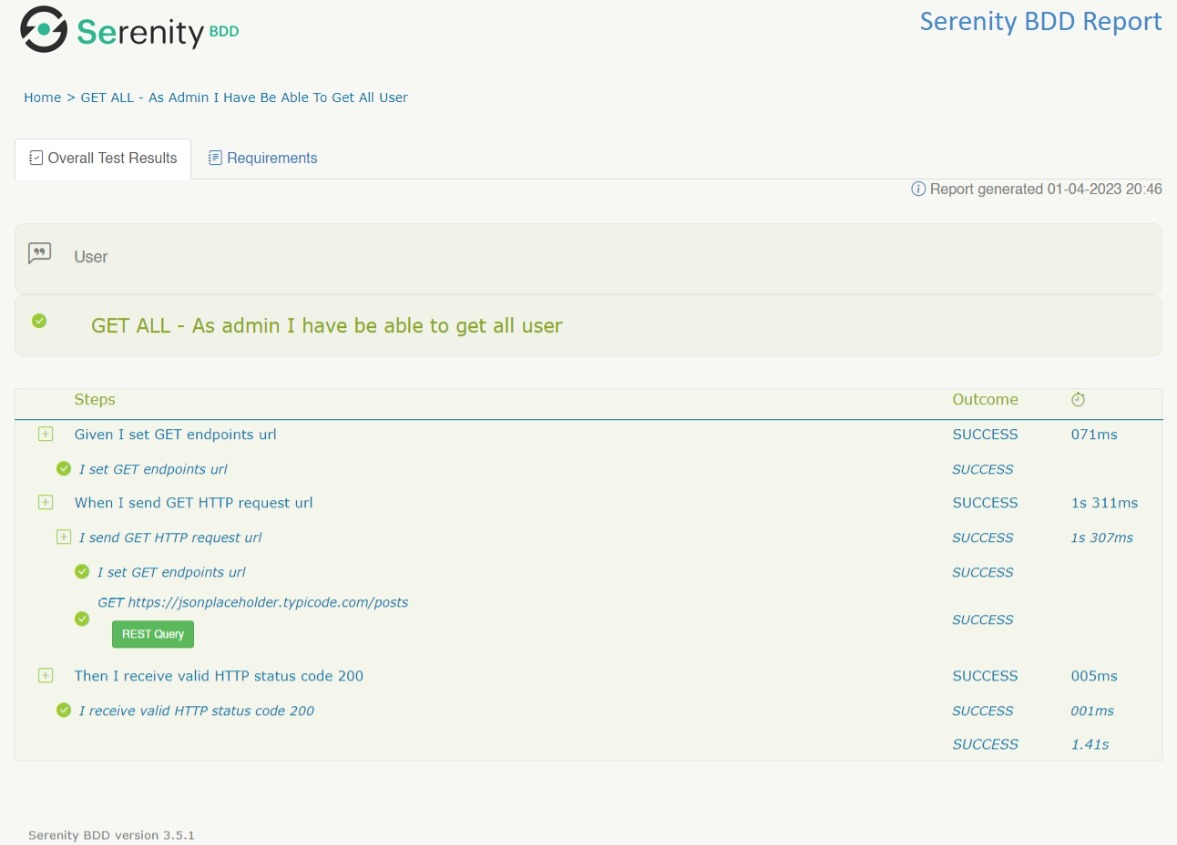 Serenity BDD
Serenity BDD Report
Home > GET ALL - As Admin I Have Be Able To Get All User
Overall Test Results Requirements
Report generated 01-04-2023 20:46
User
GET ALL - As admin I have be able to get all user
Steps Outcome
Given I set GET endpoints url SUCCESS 071ms
I set GET endpoints url SUCCESS
When I send GET HTTP request url SUCCESS 1s 311ms
I send GET HTTP request url SUCCESS 1s 307ms
I set GET endpoints url SUCCESS
GET https://jsonplaceholder.typicode.com/posts
SUCCESS
REST Query
Then I receive valid HTTP status code 200 SUCCESS 005ms
I receive valid HTTP status code 200 SUCCESS 001ms
SUCCESS 1.41s
Serenity BDD version 3.5.1